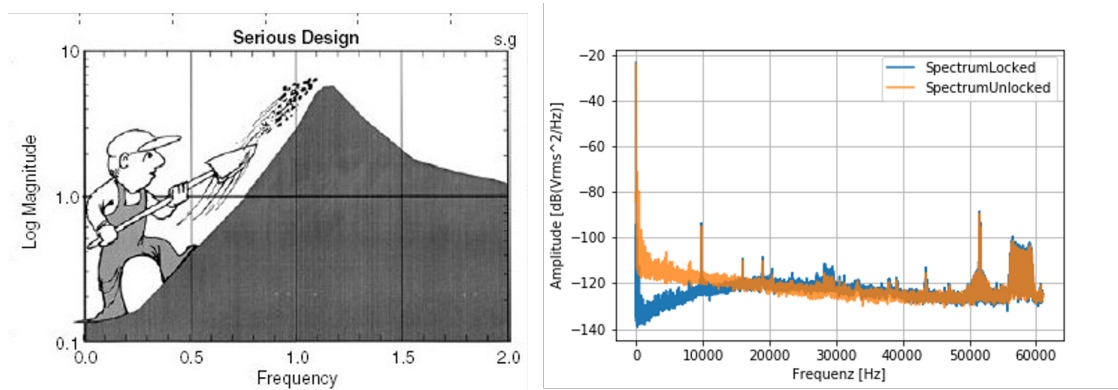 Serious Design
s.g
10
1.0
0.1
Log Magnitude
0.0
0.5
1.0
1.5
2.0
Frequency
−20
−40
−60
−80
−100
−120
−140
Amplitude [dB(Vrms^2/Hz)]
SpectrumLocked
SpectrumUnlocked
0
10000
20000
30000
40000
50000
60000
Frequenz [Hz]